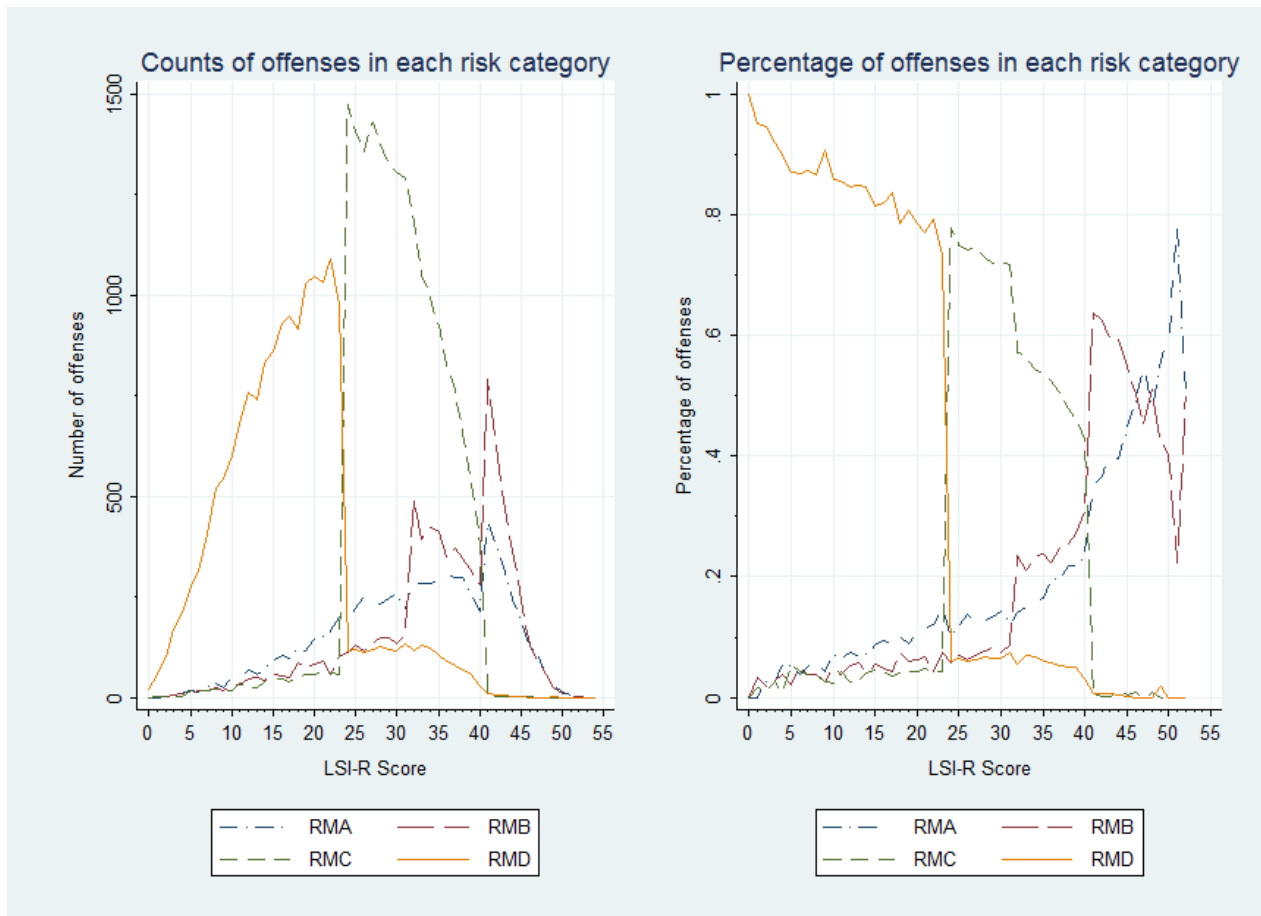 Counts of offenses in each risk category
Number of offenses
1500
1000
500
0
0 5 10 15 20 25 30 35 40 45 50 55
LSI-R Score
RMA RMB
RMC RMD
Percentage of offenses in each risk category
Percentage of offenses
1
.8
.6
.4
.2
0
0 5 10 15 20 25 30 35 40 45 50 55
LSI-R Score
RMA RMB
RMC RMD